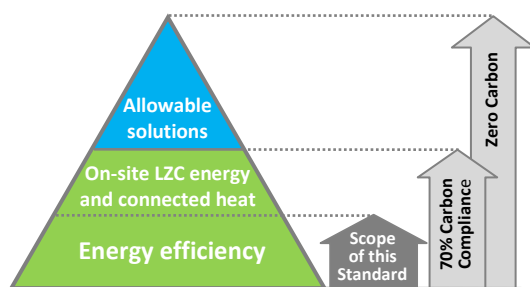 Allowable
solutions
On-site LZC energy
and connected heat
Energy efficiency
Scope
of this
Standard
70% Carbon
Compliance
Zero Carbon